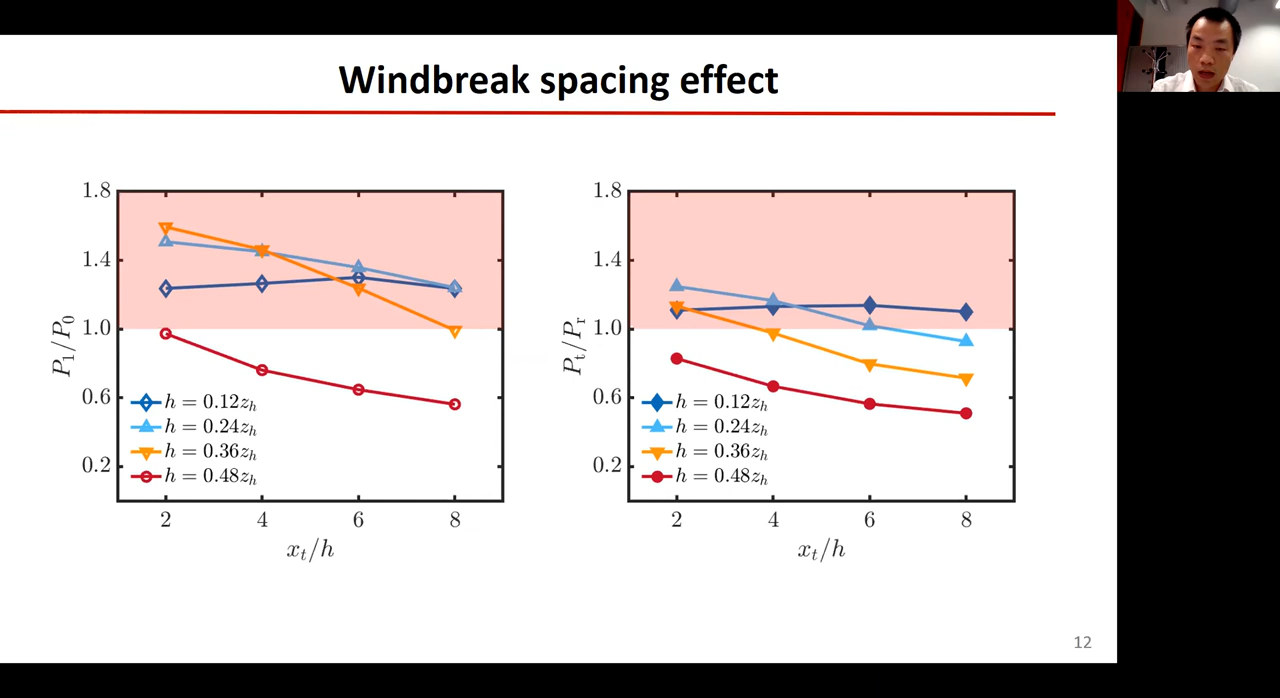 Windbreak spacing effect
1.8
1.4
1.0
0.6
0.2
P₁/P₀
h = 0.12zₕ
h = 0.24zₕ
h = 0.36zₕ
h = 0.48zₕ
2 4 6 8
xₜ/h
1.8
1.4
1.0
0.6
0.2
Pₜ/Pᵣ
h = 0.12zₕ
h = 0.24zₕ
h = 0.36zₕ
h = 0.48zₕ
2 4 6 8
xₜ/h
12